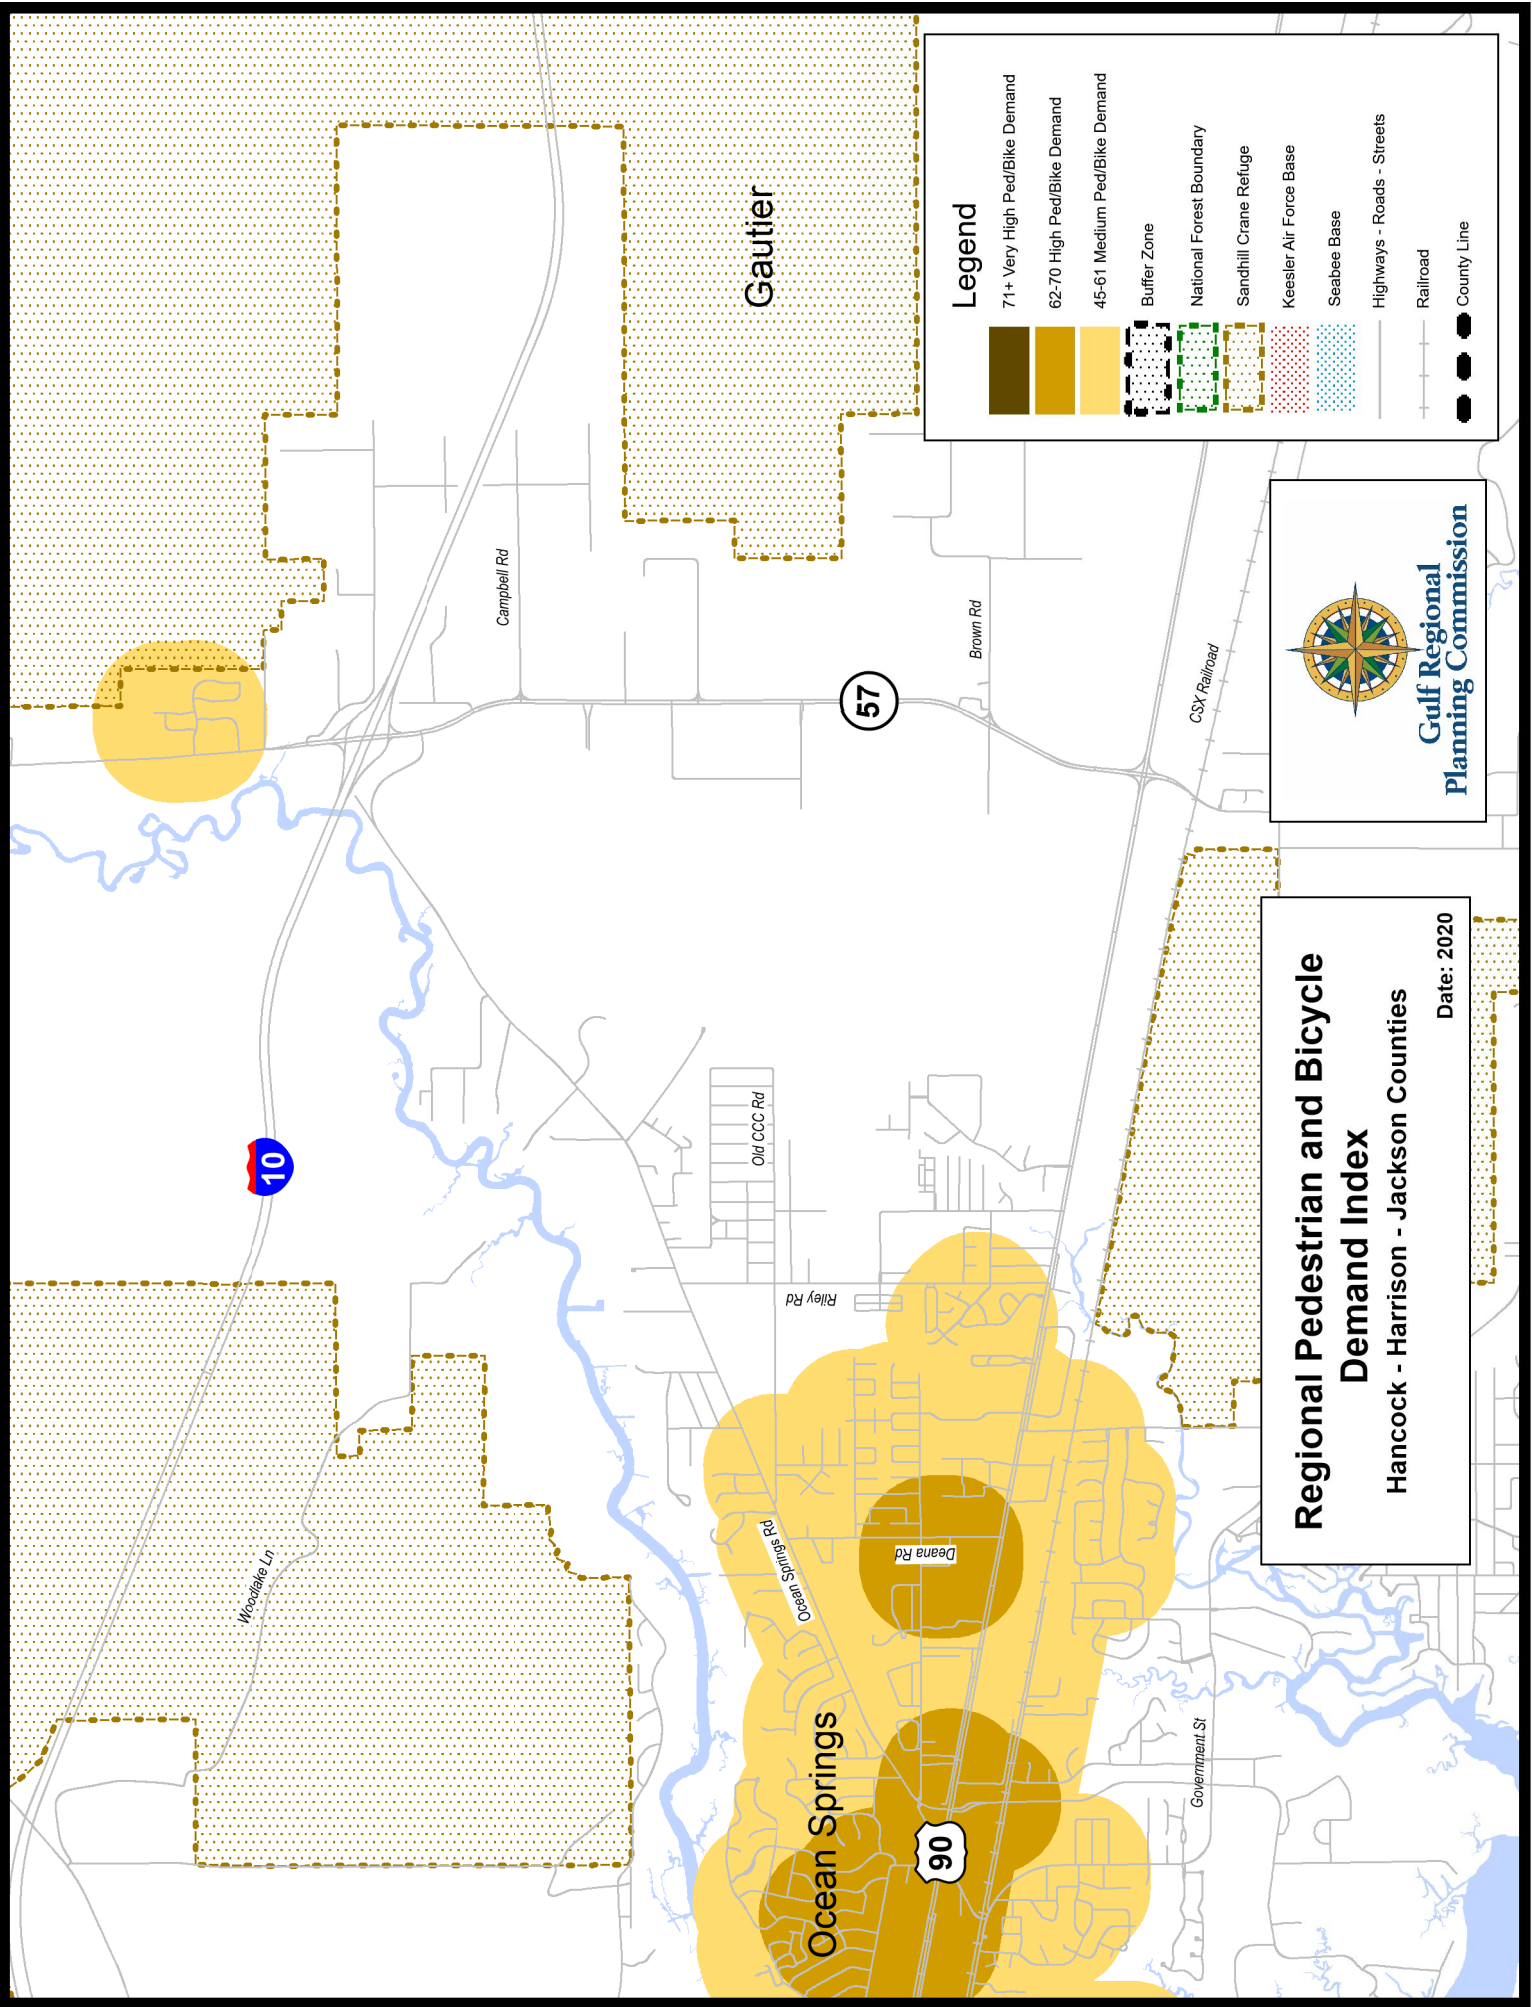 Gautier
Campbell Rd
Brown Rd
57
CSX Railroad
10
Old CCC Rd
Riley Rd
Woodlake Ln
Ocean Springs Rd
Deana Rd
Ocean Springs
90
Government St
Legend
71+ Very High Ped/Bike Demand
62-70 High Ped/Bike Demand
45-61 Medium Ped/Bike Demand
Buffer Zone
National Forest Boundary
Sandhill Crane Refuge
Keesler Air Force Base
Seabee Base
Highways - Roads - Streets
Railroad
County Line
Gulf Regional
Planning Commission
Regional Pedestrian and Bicycle
Demand Index
Hancock - Harrison - Jackson Counties
Date: 2020